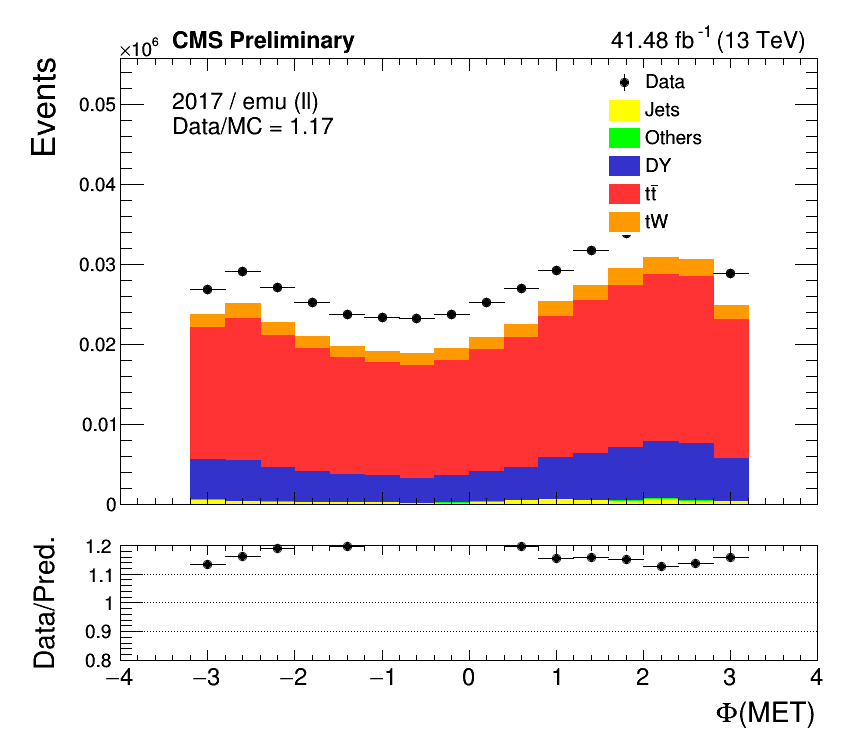 ×10⁶ CMS Preliminary 41.48 fb⁻¹ (13 TeV)
Events
2017 / emu (ll)
Data/MC = 1.17
Data
Jets
Others
DY
tt̄
tW
0.05
0.04
0.03
0.02
0.01
0
Data/Pred.
1.2
1.1
1
0.9
0.8
−4 −3 −2 −1 0 1 2 3 4
Φ(MET)